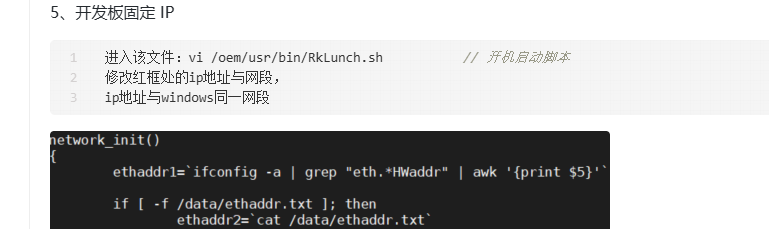 5、开发板固定 IP
1 进入该文件：vi /oem/usr/bin/RkLunch.sh // 开机启动脚本
2 修改红框处的ip地址与网段，
3 ip地址与windows同一网段
network_init()
{
ethaddr1=`ifconfig -a | grep "eth.*HWaddr" | awk '{print $5}'`
if [ -f /data/ethaddr.txt ]; then
ethaddr2=`cat /data/ethaddr.txt`